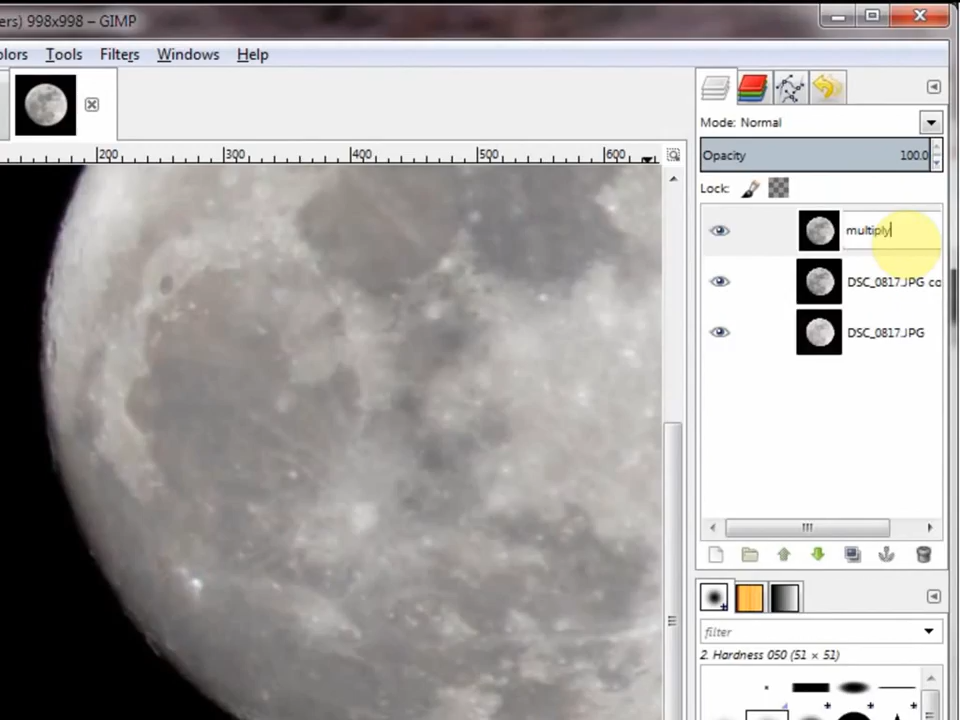 ers) 998x998 – GIMP
olors Tools Filters Windows Help
200 300 400 500 600
Mode: Normal
Opacity 100.0
Lock:
multiply
DSC_0817.JPG co
DSC_0817.JPG
filter
2. Hardness 050 (51 × 51)